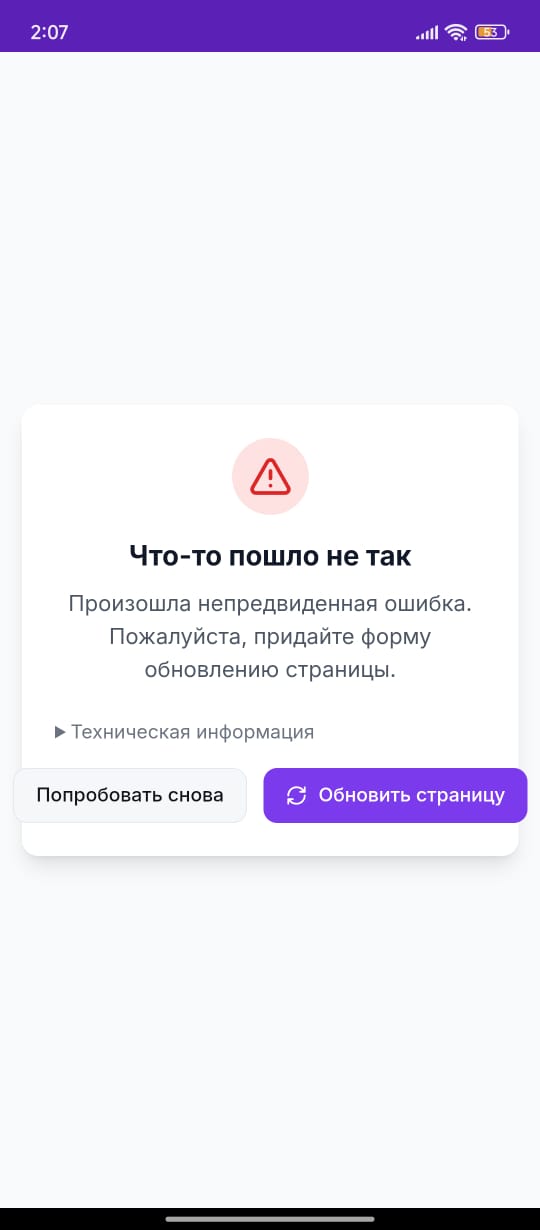 2:07
53
Что-то пошло не так
Произошла непредвиденная ошибка.
Пожалуйста, придайте форму
обновлению страницы.
Техническая информация
Попробовать снова
Обновить страницу